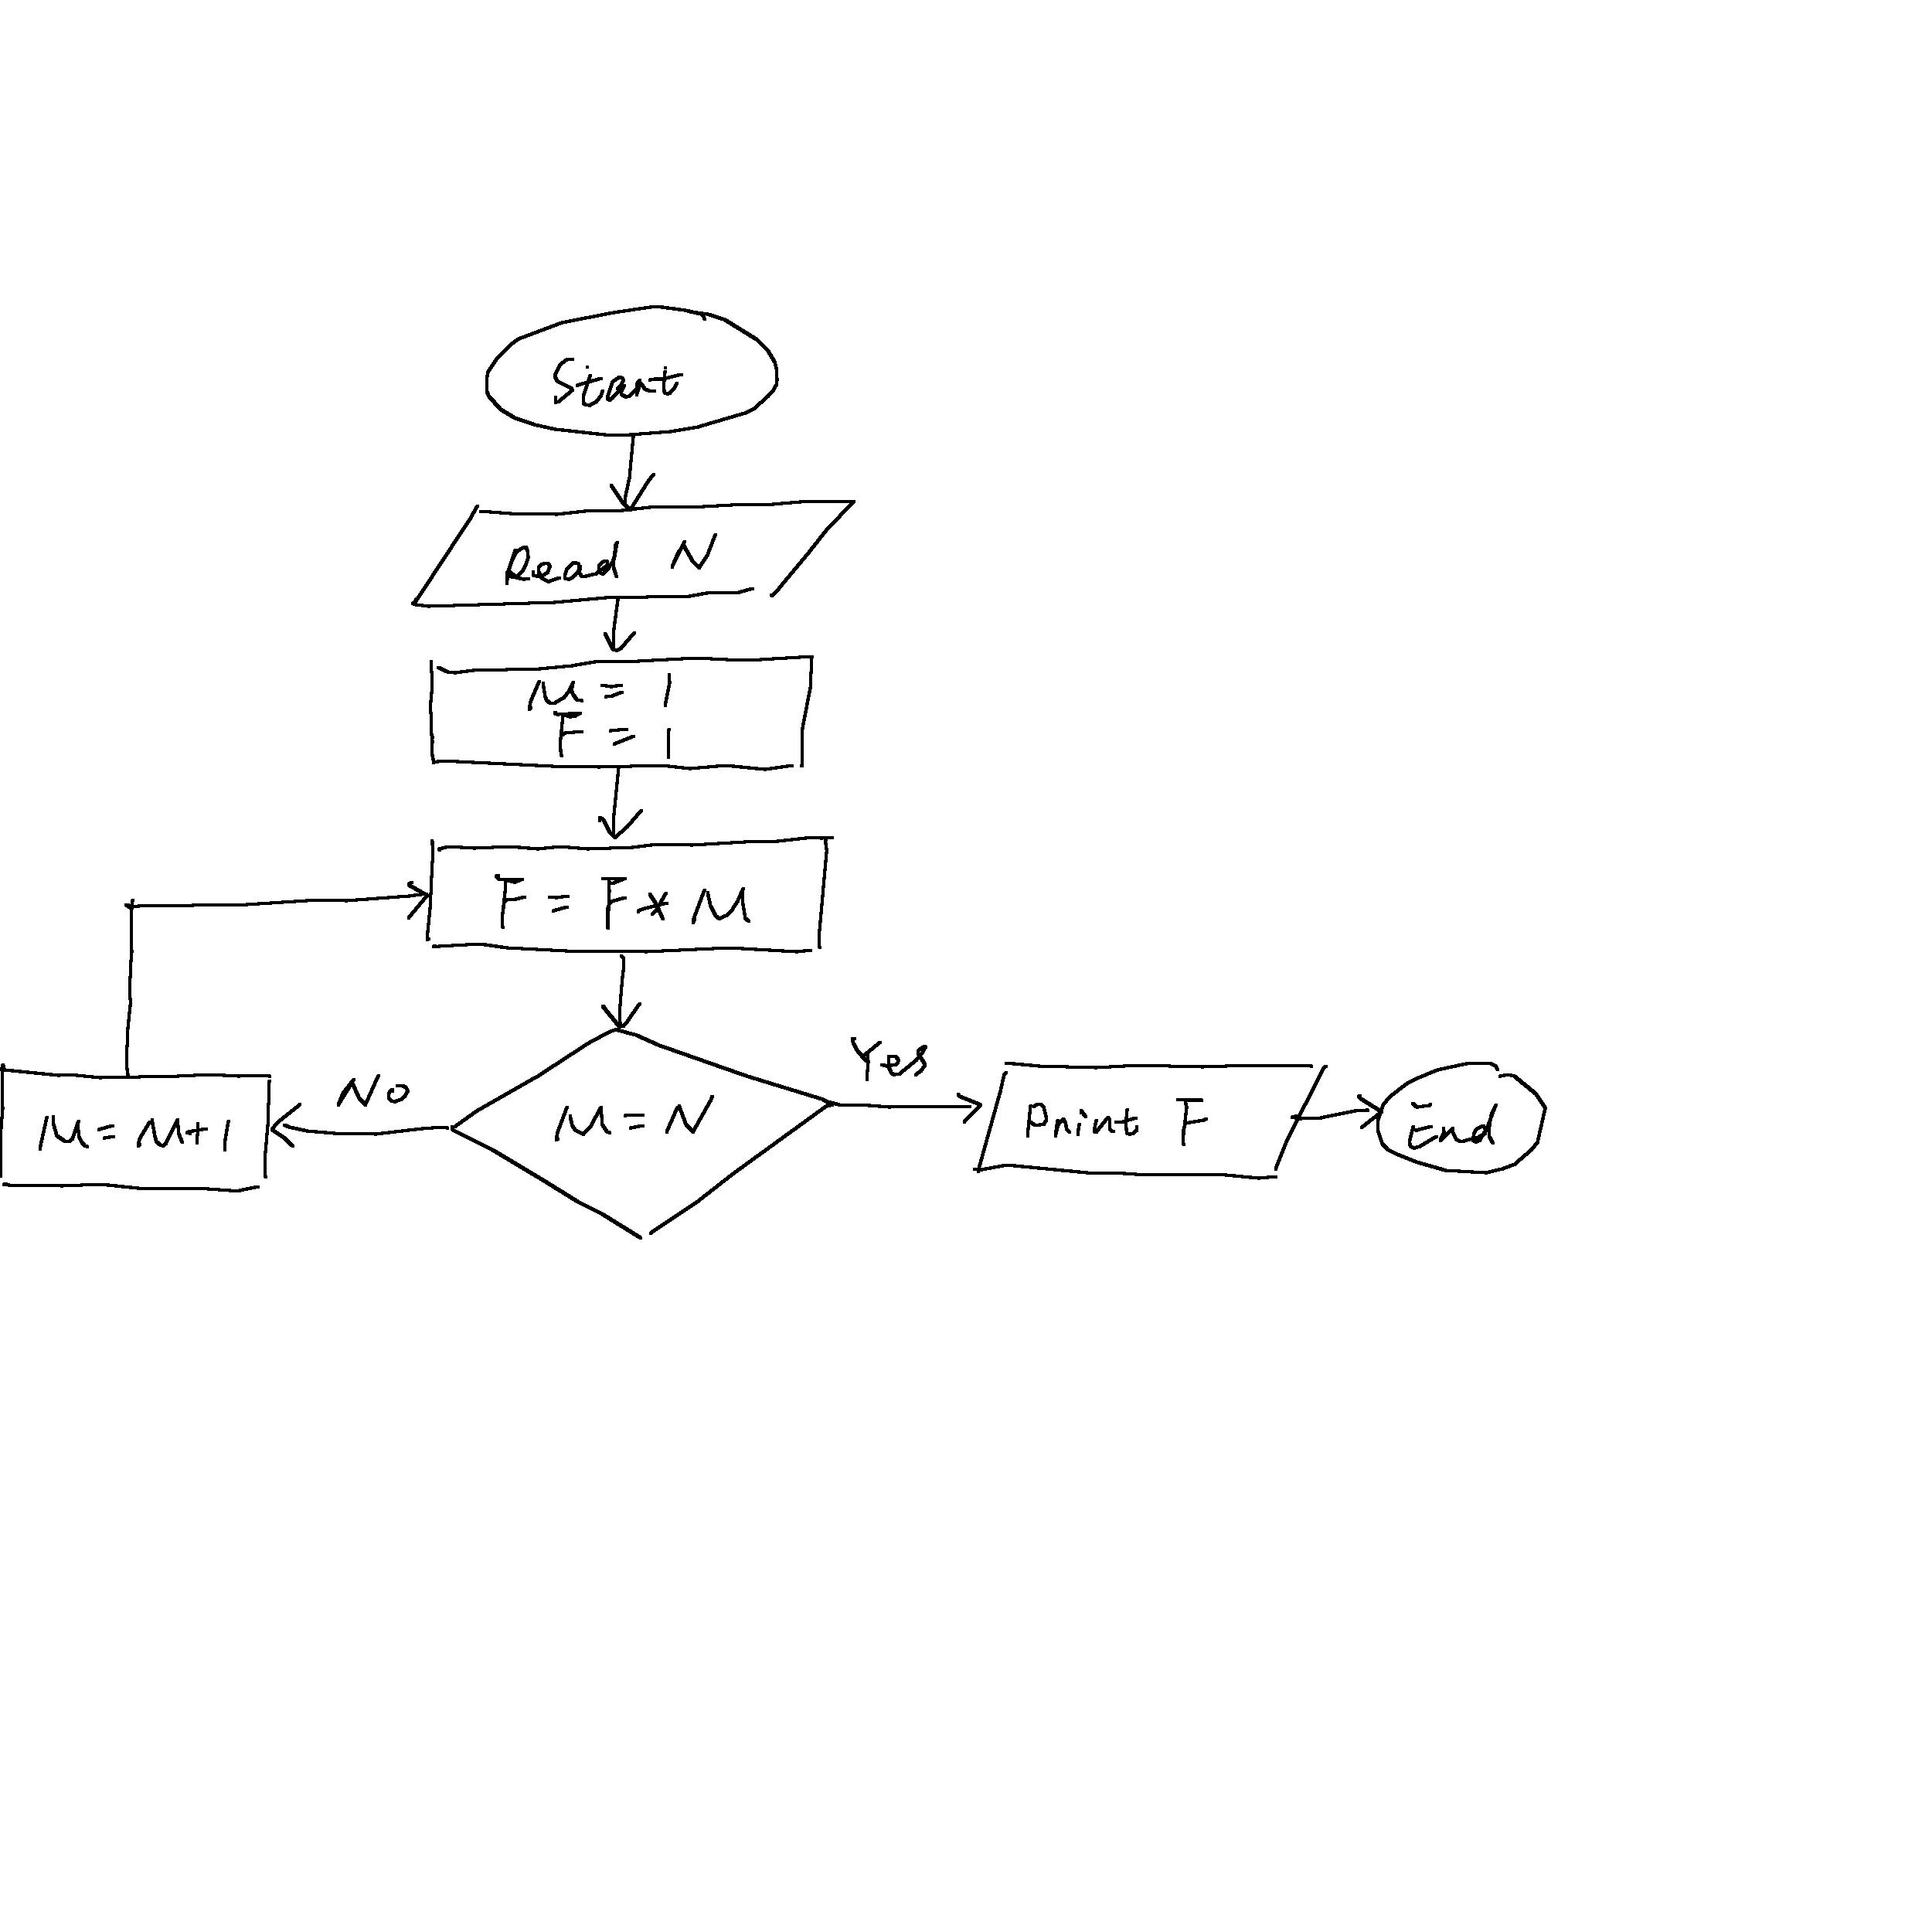 Start
Read N
M = 1
F = 1
F = F * M
M = N
No
M = M + 1
Yes
Print F
End